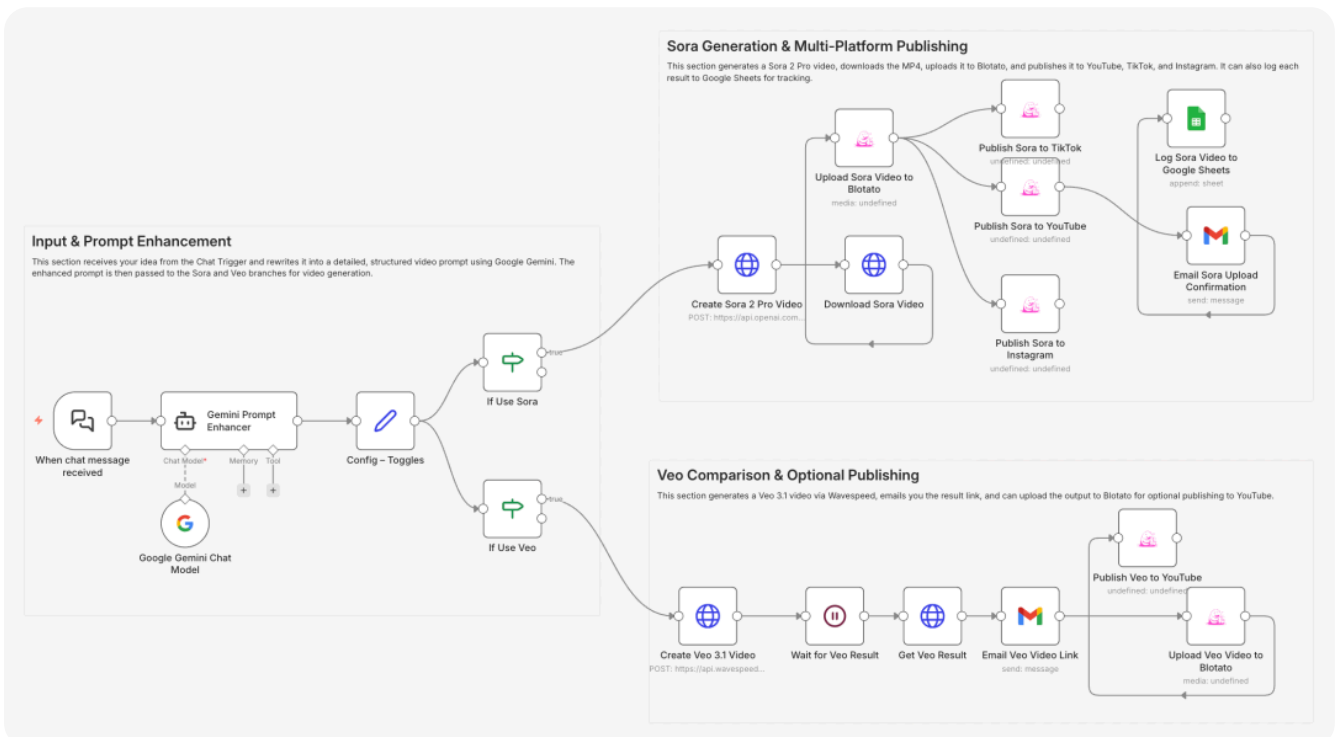 Sora Generation & Multi-Platform Publishing
This section generates a Sora 2 Pro video, downloads the MP4, uploads it to Blotato, and publishes it to YouTube, TikTok, and Instagram. It can also log each
result to Google Sheets for tracking.
Publish Sora to TikTok
undefined: undefined
Upload Sora Video to
Blotato
media: undefined
Log Sora Video to
Google Sheets
append: sheet
Publish Sora to YouTube
undefined: undefined
Create Sora 2 Pro Video
POST: https://api.openai.com...
Download Sora Video
Email Sora Upload
Confirmation
send: message
Publish Sora to
Instagram
undefined: undefined
Input & Prompt Enhancement
This section receives your idea from the Chat Trigger and rewrites it into a detailed, structured video prompt using Google Gemini. The
enhanced prompt is then passed to the Sora and Veo branches for video generation.
When chat message
received
Gemini Prompt
Enhancer
Chat Model*
Memory
Tool
Model
Google Gemini Chat
Model
Config – Toggles
true
If Use Sora
true
If Use Veo
Veo Comparison & Optional Publishing
This section generates a Veo 3.1 video via Wavespeed, emails you the result link, and can upload the output to Blotato for optional publishing to YouTube.
Publish Veo to YouTube
undefined: undefined
Create Veo 3.1 Video
POST: https://api.wavespeed...
Wait for Veo Result
Get Veo Result
Email Veo Video Link
send: message
Upload Veo Video to
Blotato
media: undefined